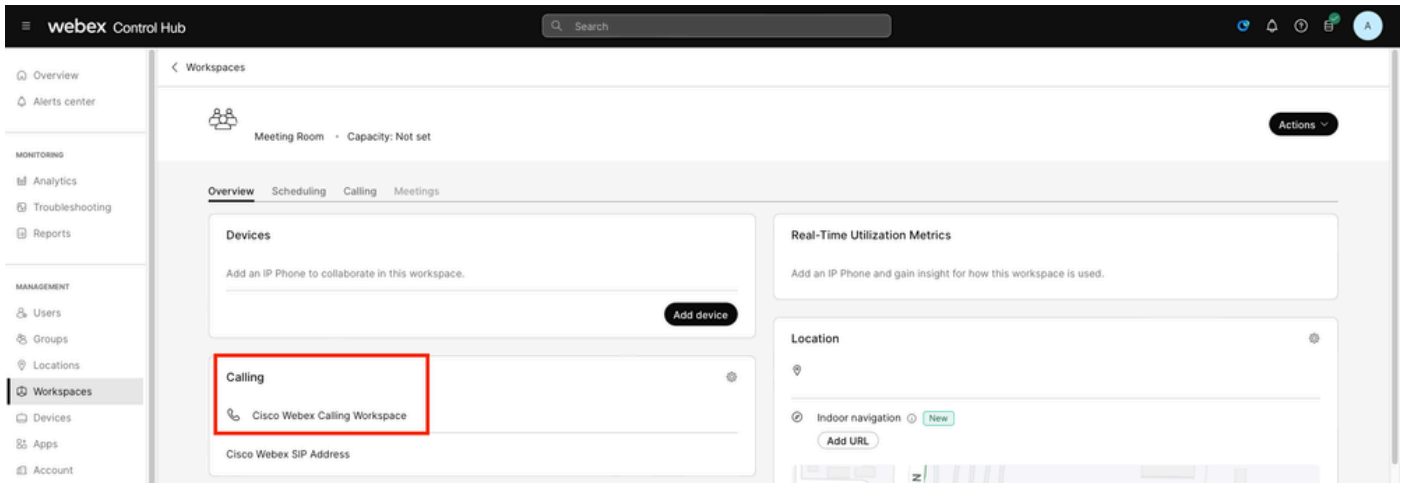 webex Control Hub
Search
A
Overview
Alerts center
MONITORING
Analytics
Troubleshooting
Reports
MANAGEMENT
Users
Groups
Locations
Workspaces
Devices
Apps
Account
Workspaces
Meeting Room • Capacity: Not set
Actions
Overview Scheduling Calling Meetings
Devices
Add an IP Phone to collaborate in this workspace.
Add device
Calling
Cisco Webex Calling Workspace
Cisco Webex SIP Address
Real-Time Utilization Metrics
Add an IP Phone and gain insight for how this workspace is used.
Location
Indoor navigation New
Add URL
N